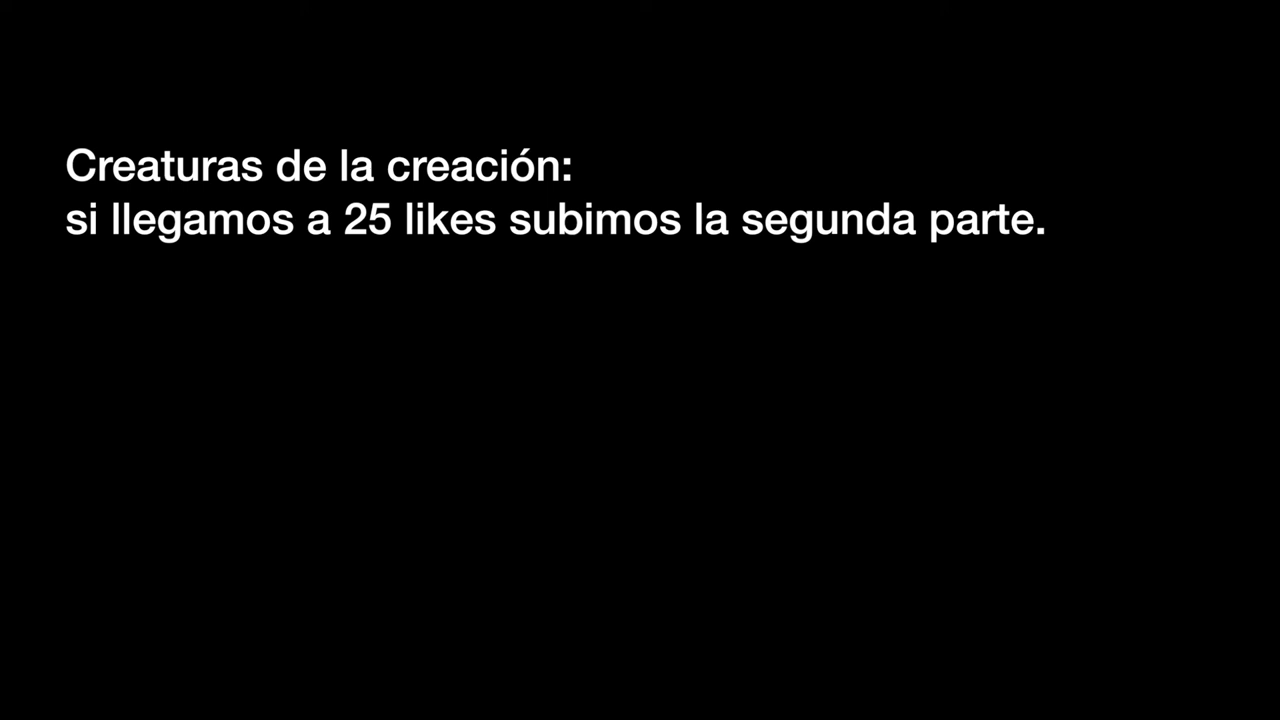 Creaturas de la creación:
si llegamos a 25 likes subimos la segunda parte.